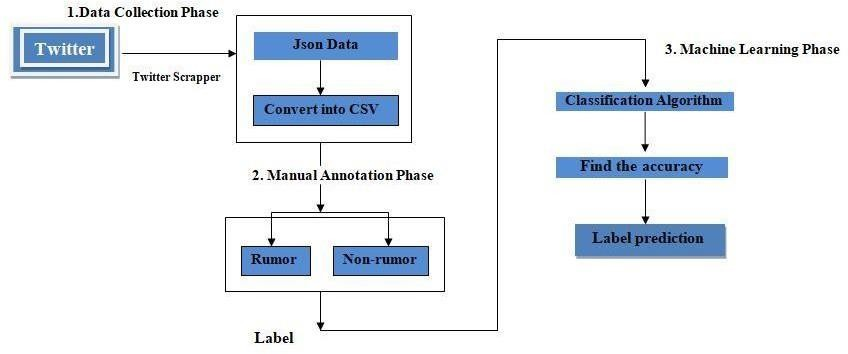 1.Data Collection Phase
Twitter
Twitter Scrapper
Json Data
Convert into CSV
2. Manual Annotation Phase
Rumor
Non-rumor
Label
3. Machine Learning Phase
Classification Algorithm
Find the accuracy
Label prediction